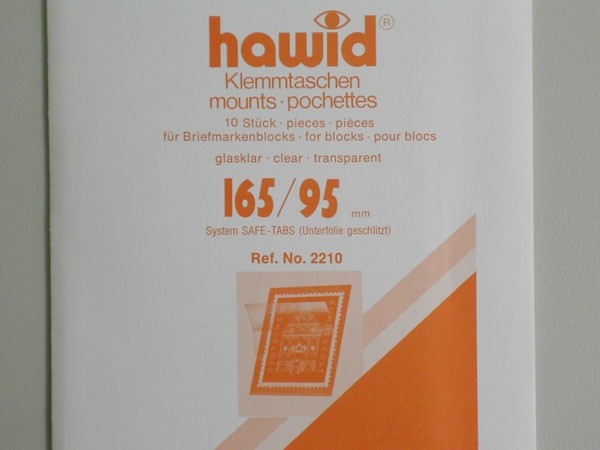 hawid®
Klemmtaschen
mounts · pochettes
10 Stück · pieces · pièces
für Briefmarkenblocks · for blocks · pour blocs
glasklar · clear · transparent
165/95 mm
System SAFE-TABS (Unterfolie geschlitzt)
Ref. No. 2210